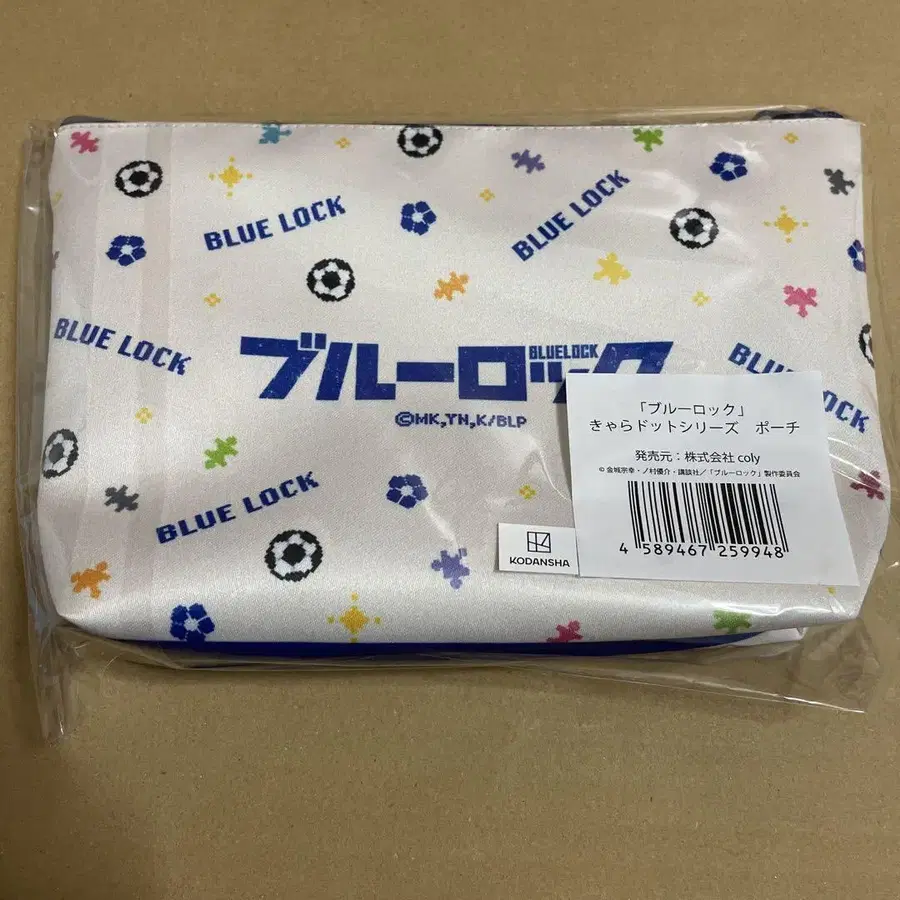 BLUE LOCK
BLUE LOCK
BLUE LOCK
BLUE LOCK
ブルーロック
BLUELOCK
©MK,YN,K/BLP
BLUE LOCK
KODANSHA
「ブルーロック」
きゃらドットシリーズ ポーチ
発売元:株式会社 coly
© 金城宗幸・ノ村優介・講談社/「ブルーロック」製作委員会
4 589467 259948